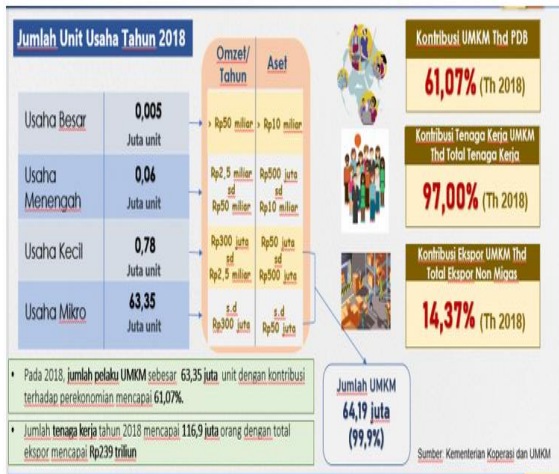 Jumlah Unit Usaha Tahun 2018
Omzet/
Tahun
Aset
Usaha Besar
0,005
Juta unit
> Rp50 miliar
> Rp10 miliar
Usaha
Menengah
0,06
Juta unit
Rp2,5 miliar
sd
Rp50 miliar
Rp500 juta
sd
Rp10 miliar
Usaha Kecil
0,78
Juta unit
Rp300 juta
sd
Rp2,5 miliar
Rp50 juta
sd
Rp500 juta
Usaha Mikro
63,35
Juta unit
s.d
Rp300 juta
s.d
Rp50 juta
Kontribusi UMKM Thd PDB
61,07% (Th 2018)
Kontribusi Tenaga Kerja UMKM
Thd Total Tenaga Kerja
97,00% (Th 2018)
Kontribusi Ekspor UMKM Thd
Total Ekspor Non Migas
14,37% (Th 2018)
• Pada 2018, jumlah pelaku UMKM sebesar 63,35 juta unit dengan kontribusi
terhadap perekonomian mencapai 61,07%.
• Jumlah tenaga kerja tahun 2018 mencapai 116,9 juta orang dengan total
ekspor mencapai Rp239 triliun
Jumlah UMKM
64,19 juta
(99,9%)
Sumber: Kementerian Koperasi dan UMKM